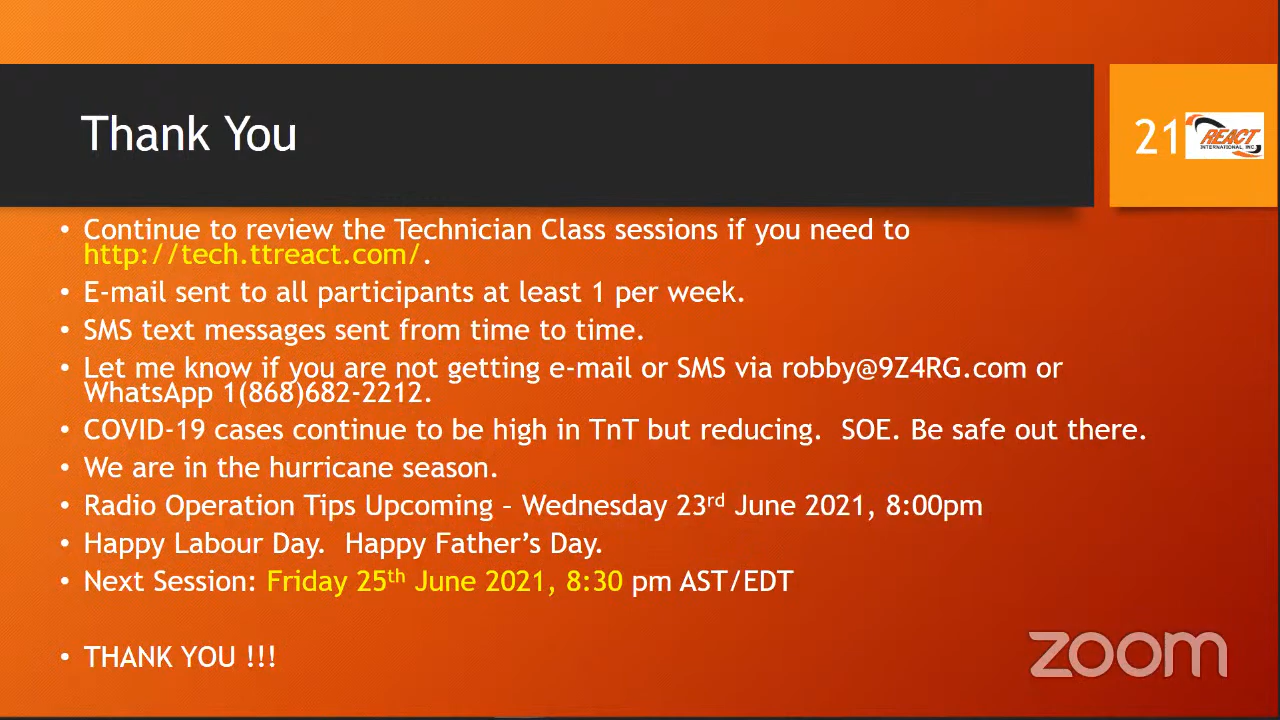 Thank You
21
REACT
INTERNATIONAL, INC.
• Continue to review the Technician Class sessions if you need to
http://tech.ttreact.com/.
• E-mail sent to all participants at least 1 per week.
• SMS text messages sent from time to time.
• Let me know if you are not getting e-mail or SMS via robby@9Z4RG.com or
WhatsApp 1(868)682-2212.
• COVID-19 cases continue to be high in TnT but reducing.  SOE. Be safe out there.
• We are in the hurricane season.
• Radio Operation Tips Upcoming – Wednesday 23rd June 2021, 8:00pm
• Happy Labour Day.  Happy Father’s Day.
• Next Session: Friday 25th June 2021, 8:30 pm AST/EDT
• THANK YOU !!!
zoom